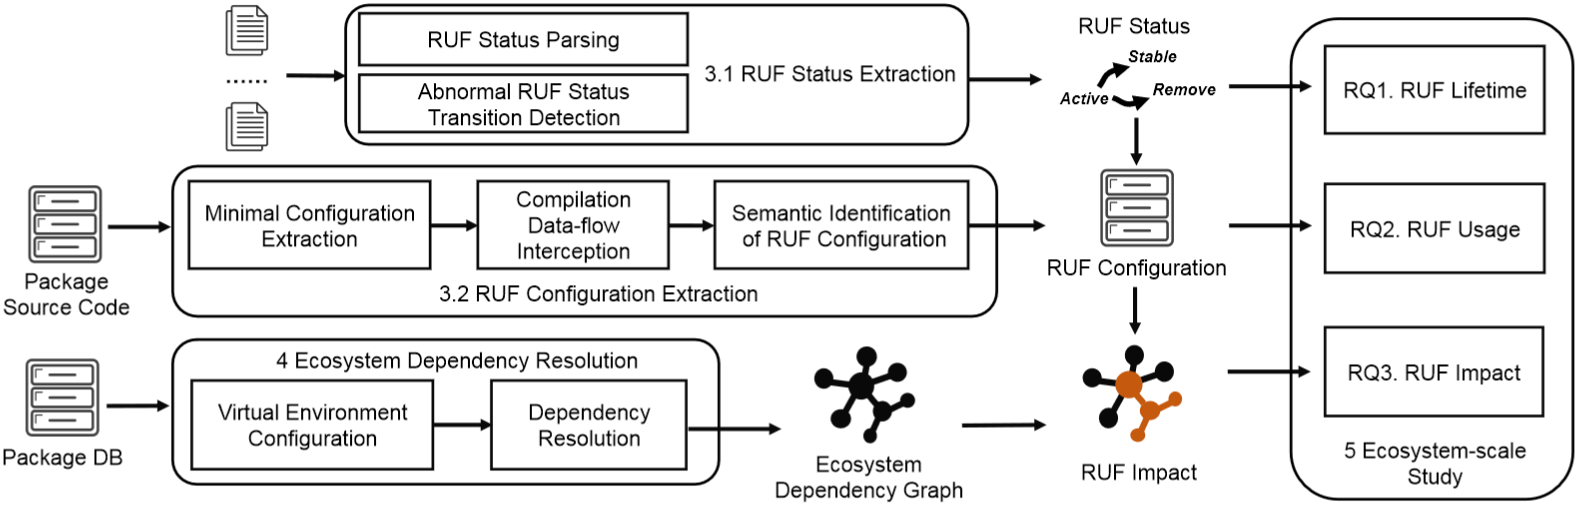 RUF Status Parsing
Abnormal RUF Status
Transition Detection
3.1 RUF Status Extraction
RUF Status
Stable
Active
Remove
RQ1. RUF Lifetime
Package
Source Code
Minimal Configuration
Extraction
Compilation
Data-flow
Interception
Semantic Identification
of RUF Configuration
3.2 RUF Configuration Extraction
RUF Configuration
RQ2. RUF Usage
Package DB
4 Ecosystem Dependency Resolution
Virtual Environment
Configuration
Dependency
Resolution
Ecosystem
Dependency Graph
RUF Impact
RQ3. RUF Impact
5 Ecosystem-scale
Study